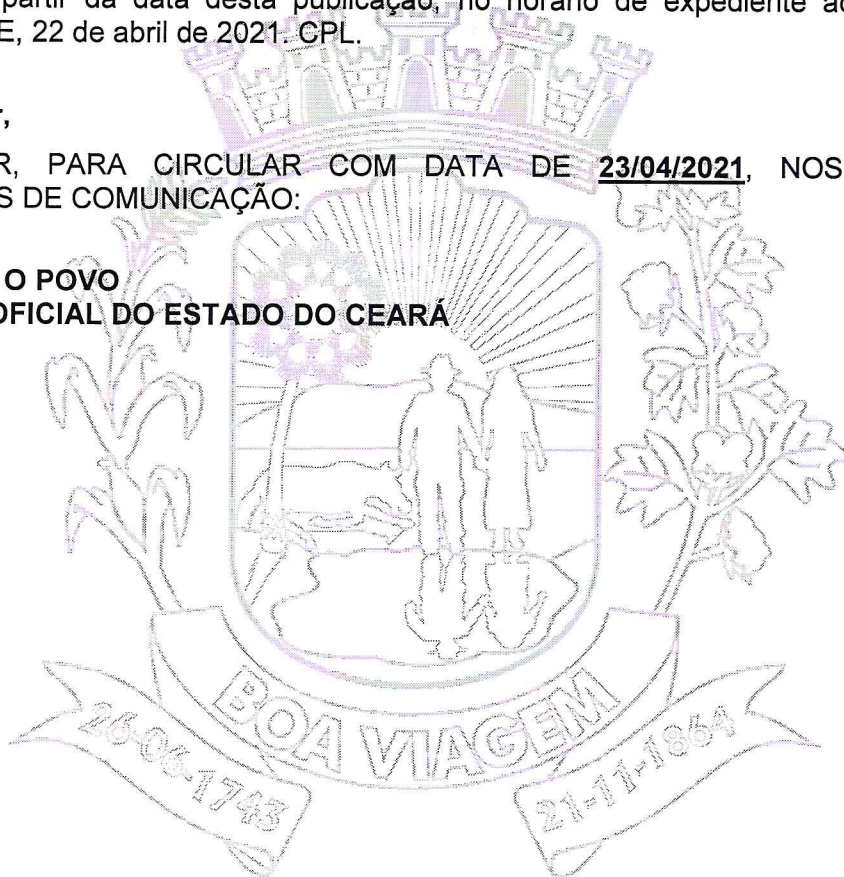 partir da data desta publicação, no horário de expediente ao
E, 22 de abril de 2021. CPL.
r,
R, PARA CIRCULAR COM DATA DE 23/04/2021, NOS
S DE COMUNICAÇÃO:
O POVO
OFICIAL DO ESTADO DO CEARÁ
BOA VIAGEM
26-06-1743
21-11-1864